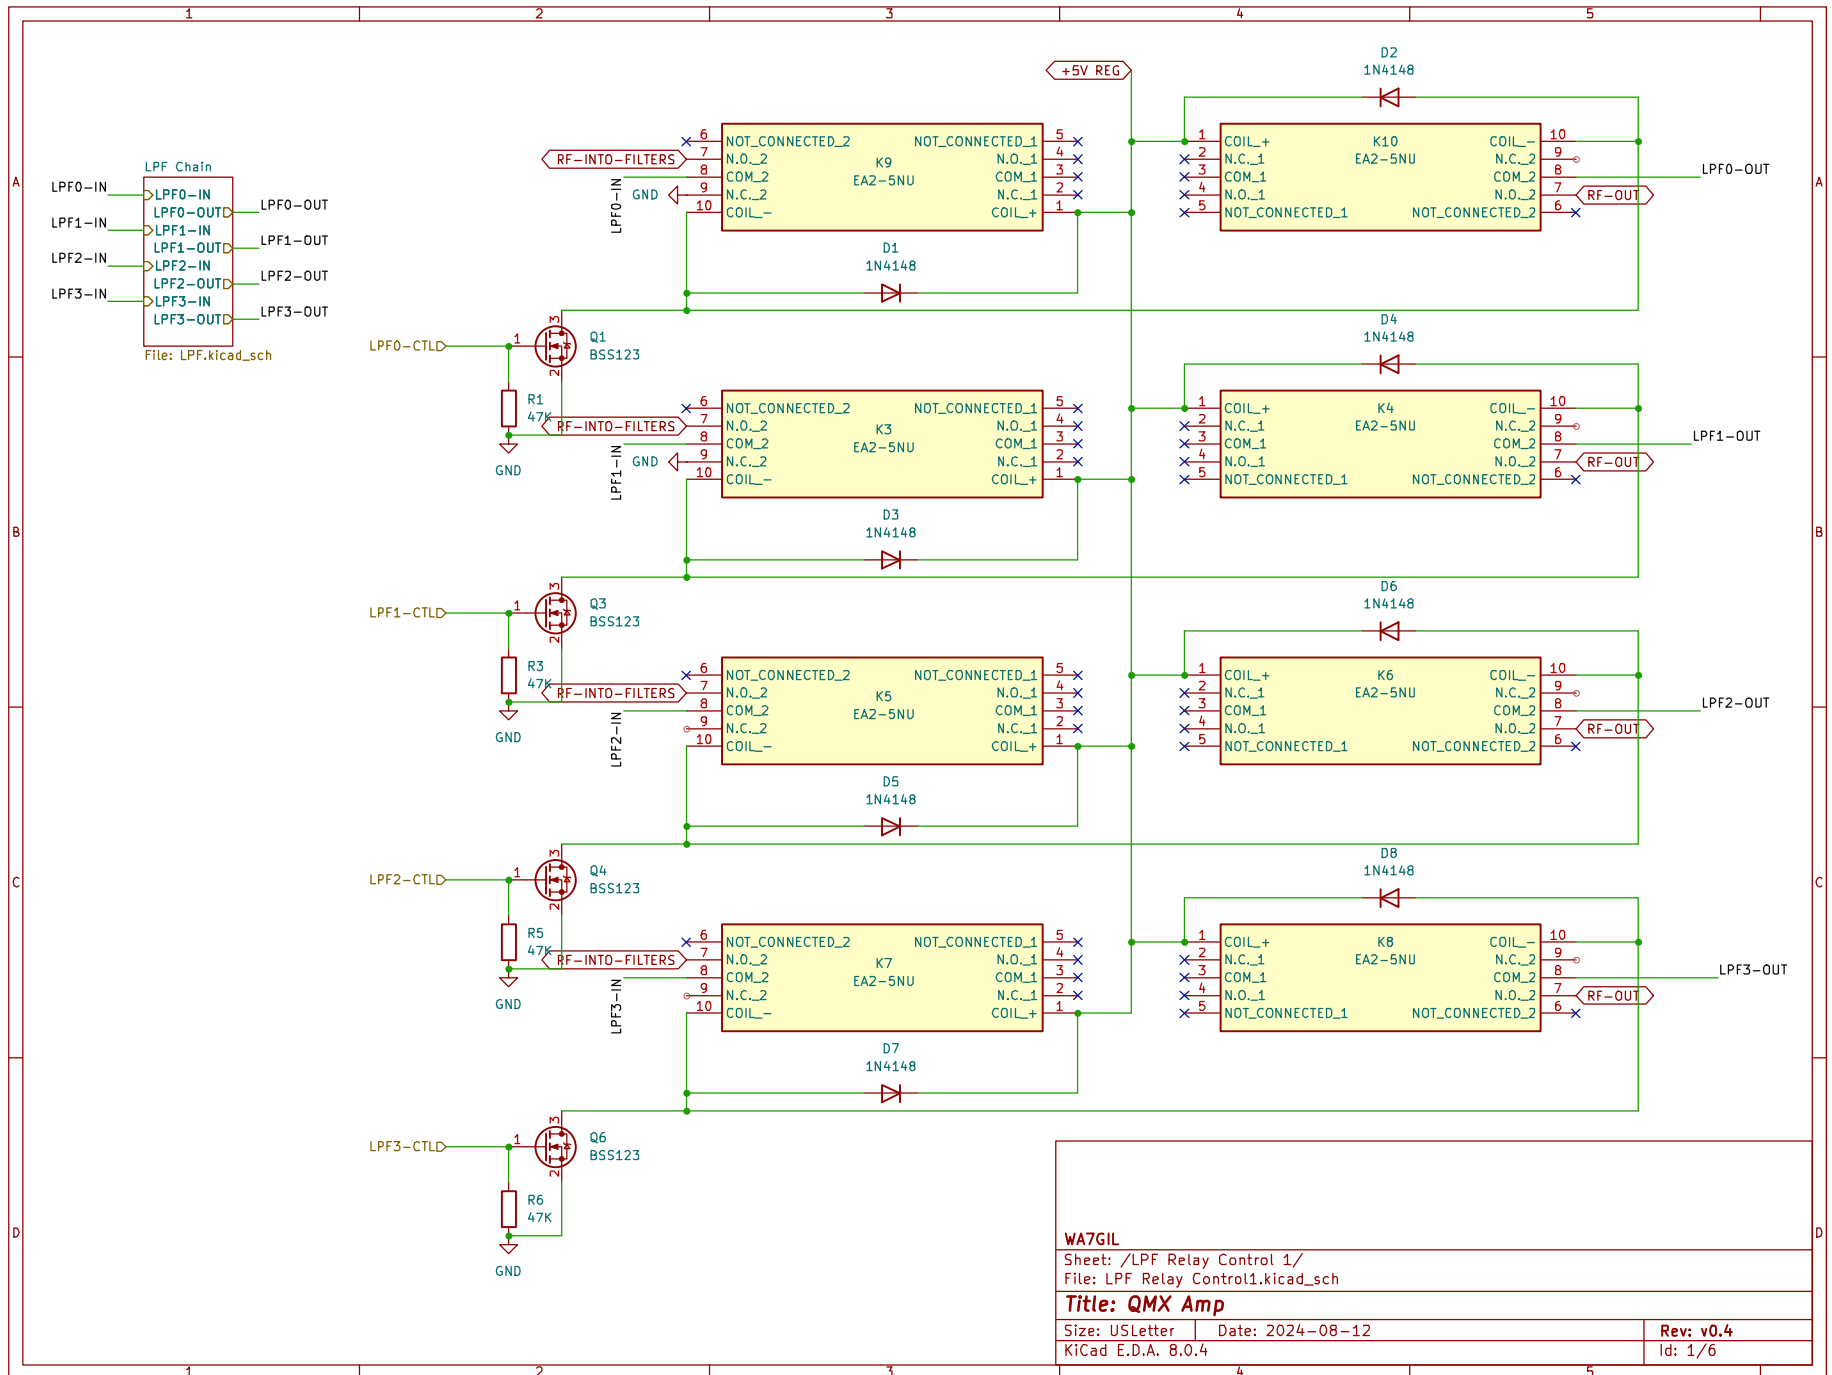 1 2 3 4 5
A
B
C
D
A
B
C
D
1 2 3 4 5
LPF Chain
LPF0-IN
LPF1-IN
LPF2-IN
LPF3-IN
LPF0-IN
LPF0-OUT
LPF1-IN
LPF1-OUT
LPF2-IN
LPF2-OUT
LPF3-IN
LPF3-OUT
LPF0-OUT
LPF1-OUT
LPF2-OUT
LPF3-OUT
File: LPF.kicad_sch
+5V REG
D2
1N4148
RF-INTO-FILTERS
LPF0-IN
GND
6 NOT_CONNECTED_2 NOT_CONNECTED_1 5
7 N.O._2 N.O._1 4
8 COM_2 COM_1 3
9 N.C._2 N.C._1 2
10 COIL_- COIL_+ 1
K9
EA2-5NU
1 COIL_+ COIL_- 10
2 N.C._1 N.C._2 9
3 COM_1 COM_2 8
4 N.O._1 N.O._2 7
5 NOT_CONNECTED_1 NOT_CONNECTED_2 6
K10
EA2-5NU
LPF0-OUT
RF-OUT
D1
1N4148
LPF0-CTL
1
3
2
Q1
BSS123
R1
47K
GND
D4
1N4148
RF-INTO-FILTERS
LPF1-IN
GND
6 NOT_CONNECTED_2 NOT_CONNECTED_1 5
7 N.O._2 N.O._1 4
8 COM_2 COM_1 3
9 N.C._2 N.C._1 2
10 COIL_- COIL_+ 1
K3
EA2-5NU
1 COIL_+ COIL_- 10
2 N.C._1 N.C._2 9
3 COM_1 COM_2 8
4 N.O._1 N.O._2 7
5 NOT_CONNECTED_1 NOT_CONNECTED_2 6
K4
EA2-5NU
LPF1-OUT
RF-OUT
D3
1N4148
LPF1-CTL
1
3
2
Q3
BSS123
R3
47K
GND
D6
1N4148
RF-INTO-FILTERS
LPF2-IN
6 NOT_CONNECTED_2 NOT_CONNECTED_1 5
7 N.O._2 N.O._1 4
8 COM_2 COM_1 3
9 N.C._2 N.C._1 2
10 COIL_- COIL_+ 1
K5
EA2-5NU
1 COIL_+ COIL_- 10
2 N.C._1 N.C._2 9
3 COM_1 COM_2 8
4 N.O._1 N.O._2 7
5 NOT_CONNECTED_1 NOT_CONNECTED_2 6
K6
EA2-5NU
LPF2-OUT
RF-OUT
D5
1N4148
LPF2-CTL
1
3
2
Q4
BSS123
R5
47K
GND
D8
1N4148
RF-INTO-FILTERS
LPF3-IN
6 NOT_CONNECTED_2 NOT_CONNECTED_1 5
7 N.O._2 N.O._1 4
8 COM_2 COM_1 3
9 N.C._2 N.C._1 2
10 COIL_- COIL_+ 1
K7
EA2-5NU
1 COIL_+ COIL_- 10
2 N.C._1 N.C._2 9
3 COM_1 COM_2 8
4 N.O._1 N.O._2 7
5 NOT_CONNECTED_1 NOT_CONNECTED_2 6
K8
EA2-5NU
LPF3-OUT
RF-OUT
D7
1N4148
LPF3-CTL
1
3
2
Q6
BSS123
R6
47K
GND
WA7GIL
Sheet: /LPF Relay Control 1/
File: LPF Relay Control1.kicad_sch
Title: QMX Amp
Size: USLetter Date: 2024-08-12 Rev: v0.4
KiCad E.D.A. 8.0.4 Id: 1/6